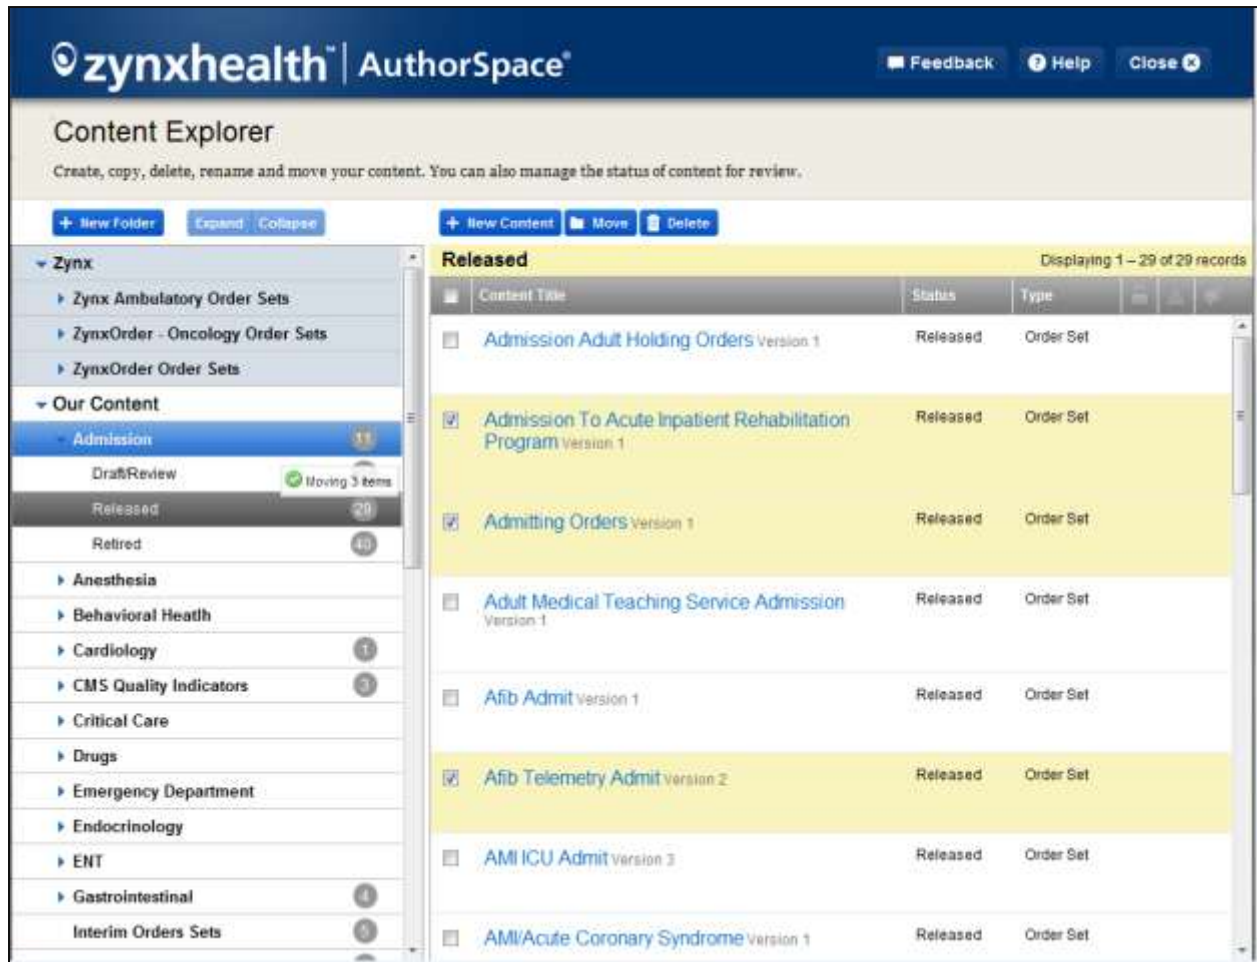 zynxhealth™ | AuthorSpace®
Feedback
Help
Close
Content Explorer
Create, copy, delete, rename and move your content. You can also manage the status of content for review.
+ New Folder
Expand Collapse
+ New Content
Move
Delete
Zynx
Zynx Ambulatory Order Sets
ZynxOrder - Oncology Order Sets
ZynxOrder Order Sets
Our Content
Admission 11
Draft/Review
Moving 3 items
Released 29
Retired 40
Anesthesia
Behavioral Heatlh
Cardiology 1
CMS Quality Indicators 3
Critical Care
Drugs
Emergency Department
Endocrinology
ENT
Gastrointestinal 4
Interim Orders Sets 5
Released
Displaying 1 – 29 of 29 records
Content Title Status Type
Admission Adult Holding Orders Version 1 Released Order Set
Admission To Acute Inpatient Rehabilitation Released Order Set
Program Version 1
Admitting Orders Version 1 Released Order Set
Adult Medical Teaching Service Admission Released Order Set
Version 1
Afib Admit Version 1 Released Order Set
Afib Telemetry Admit Version 2 Released Order Set
AMI ICU Admit Version 3 Released Order Set
AMI/Acute Coronary Syndrome Version 1 Released Order Set